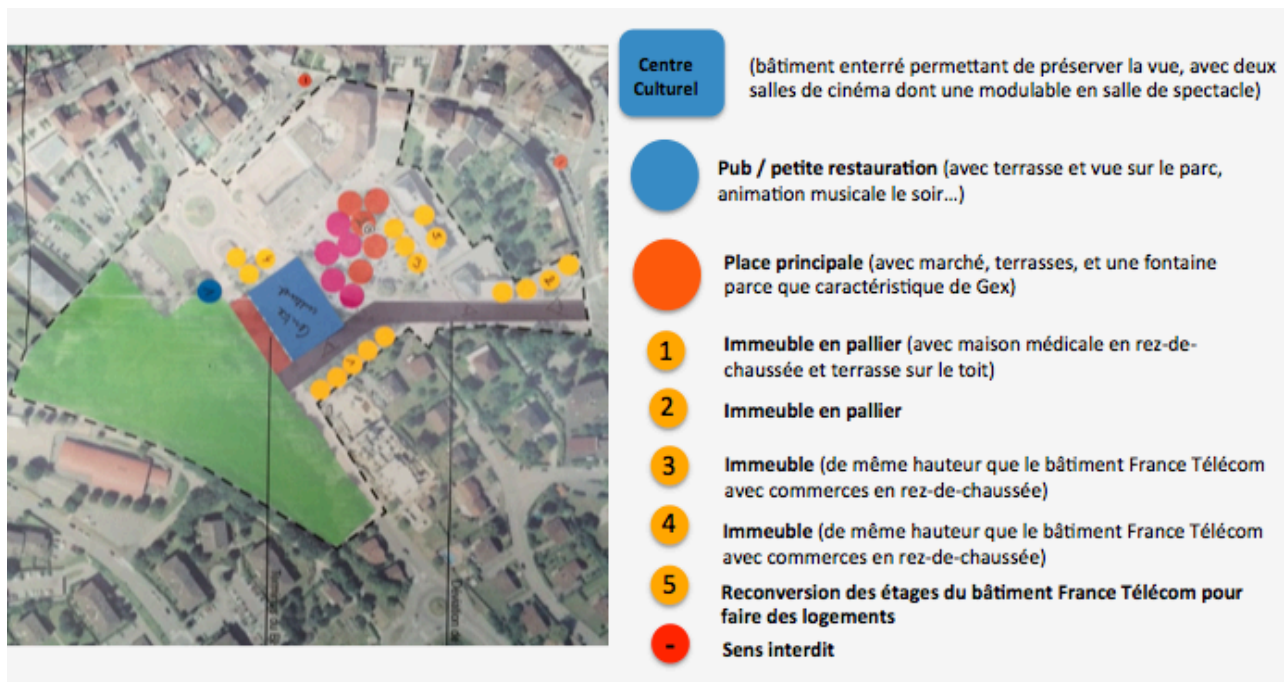 Centre
Culturel
(bâtiment enterré permettant de préserver la vue, avec deux
salles de cinéma dont une modulable en salle de spectacle)
Pub / petite restauration (avec terrasse et vue sur le parc,
animation musicale le soir…)
Place principale (avec marché, terrasses, et une fontaine
parce que caractéristique de Gex)
1
Immeuble en pallier (avec maison médicale en rez-de-
chaussée et terrasse sur le toit)
2
Immeuble en pallier
3
Immeuble (de même hauteur que le bâtiment France Télécom
avec commerces en rez-de-chaussée)
4
Immeuble (de même hauteur que le bâtiment France Télécom
avec commerces en rez-de-chaussée)
5
Reconversion des étages du bâtiment France Télécom pour
faire des logements
-
Sens interdit
Centre
culturel